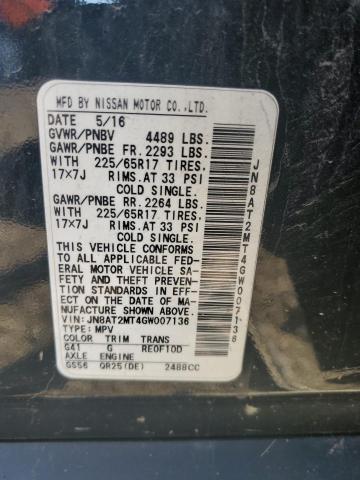 MFD BY NISSAN MOTOR CO.,LTD.
DATE 5/16
GVWR/PNBV 4489 LBS.
GAWR/PNBE FR. 2293 LBS.
WITH 225/65R17 TIRES,
17×7J RIMS.AT 33 PSI
COLD SINGLE.
GAWR/PNBE RR. 2264 LBS.
WITH 225/65R17 TIRES,
17×7J RIMS.AT 33 PSI
COLD SINGLE.
THIS VEHICLE CONFORMS
TO ALL APPLICABLE FED-
ERAL MOTOR VEHICLE SA-
FETY AND THEFT PREVEN-
TION STANDARDS IN EFF-
ECT ON THE DATE OF MA-
NUFACTURE SHOWN ABOVE.
VIN: JN8AT2MT4GW007136
TYPE: MPV
COLOR TRIM TRANS
G41 G RE0F10D
AXLE ENGINE
GS56 QR25(DE) 2488CC
JN8AT2MT4GW007136